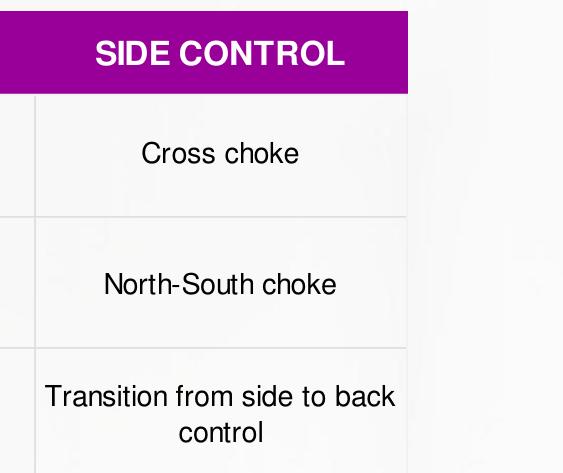 SIDE CONTROL
Cross choke
North-South choke
Transition from side to back
control